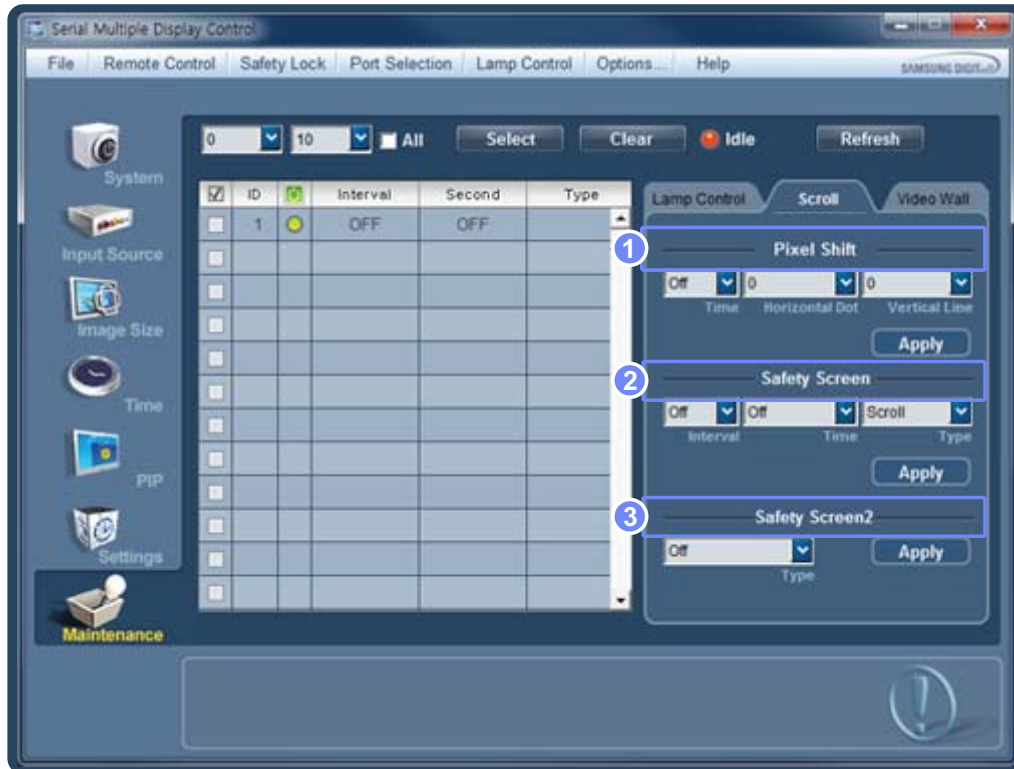 Serial Multiple Display Control
File Remote Control Safety Lock Port Selection Lamp Control Options... Help SAMSUNG DIGITall
0 10 All Select Clear Idle Refresh
System
Input Source
Image Size
Time
PIP
Settings
Maintenance
ID Interval Second Type
1 OFF OFF
Lamp Control Scroll Video Wall
1 Pixel Shift
Off 0 0
Time Horizontal Dot Vertical Line
Apply
2 Safety Screen
Off Off Scroll
Interval Time Type
Apply
3 Safety Screen2
Off Apply
Type